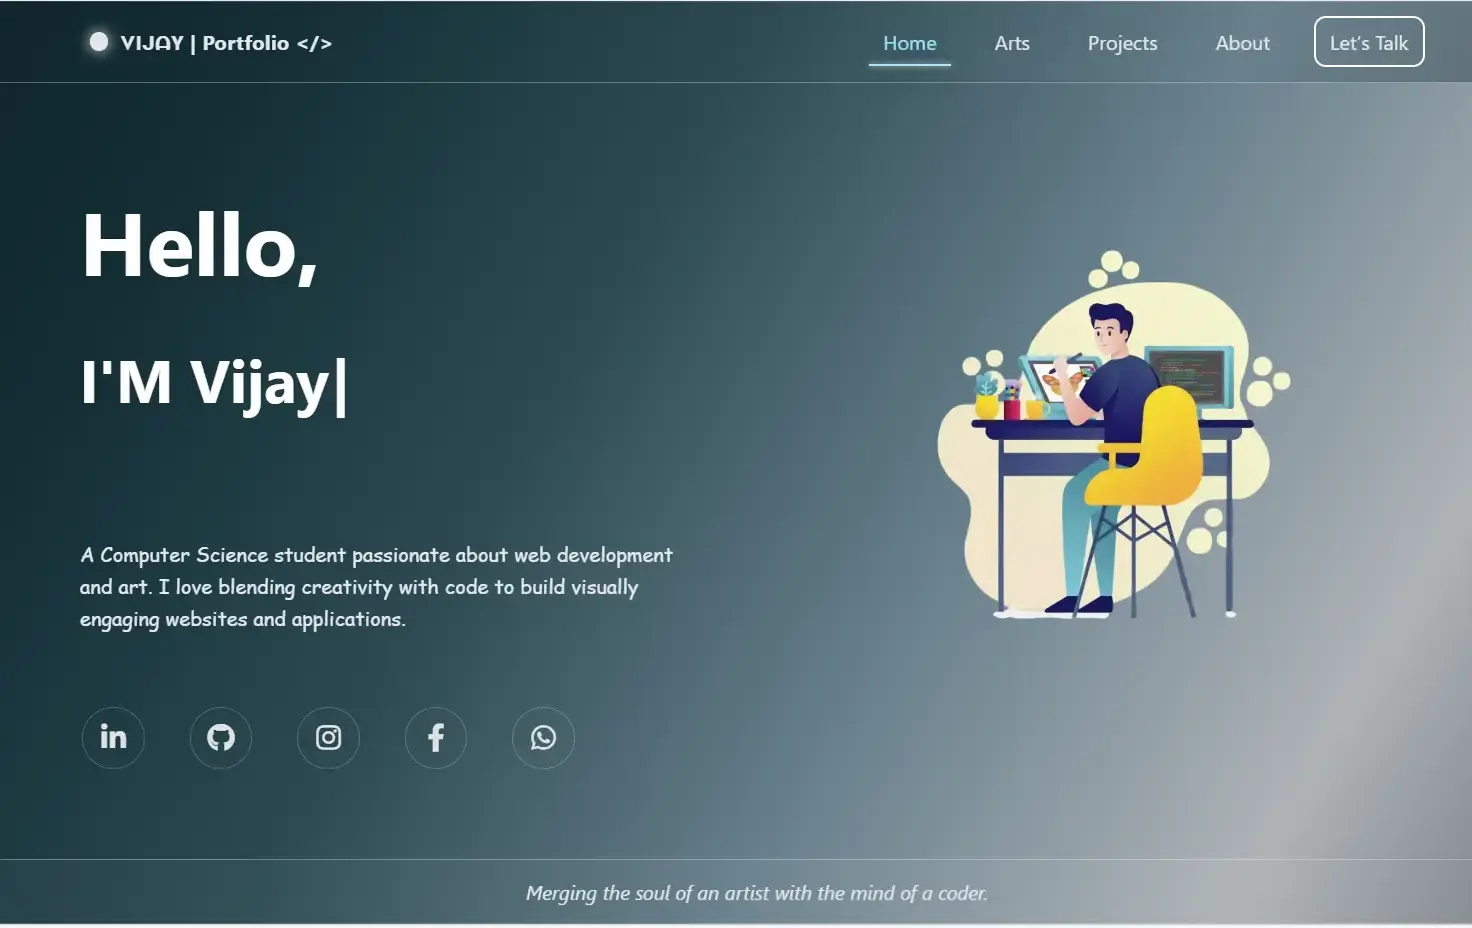 VIJAY | Portfolio </>
Home
Arts
Projects
About
Let's Talk
Hello,
I'M Vijay|
A Computer Science student passionate about web development
and art. I love blending creativity with code to build visually
engaging websites and applications.
in
f
Merging the soul of an artist with the mind of a coder.